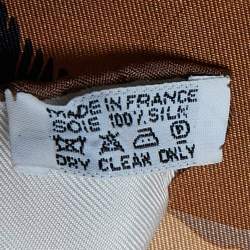 MADE IN FRANCE
SOIE 100% SILK
DRY CLEAN ONLY